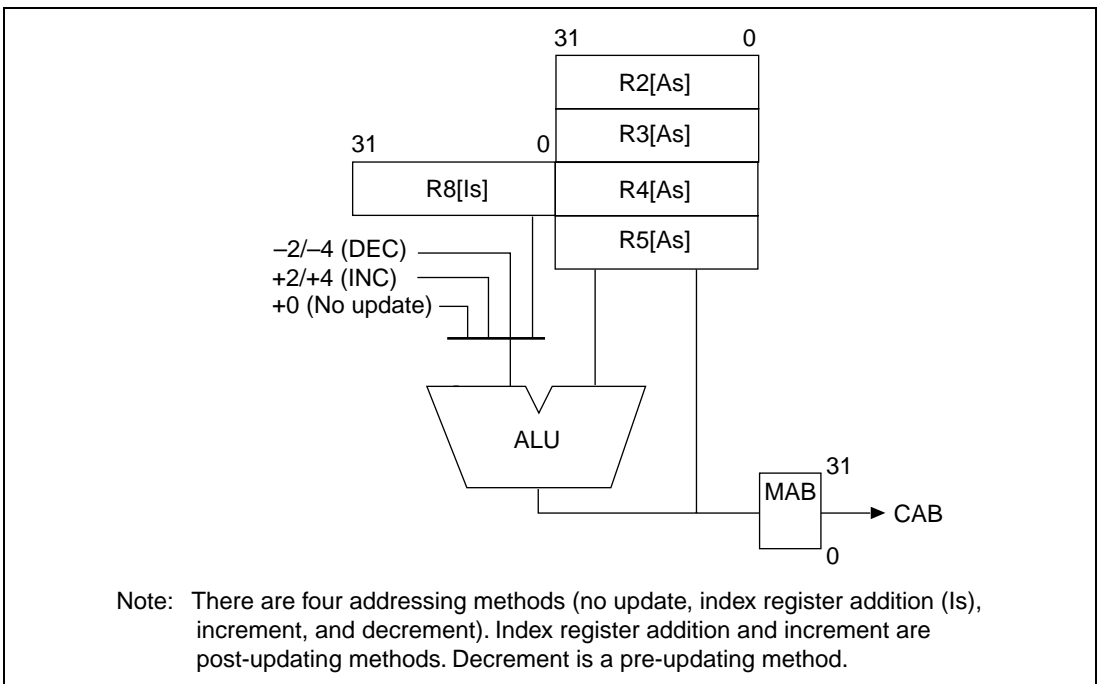 31 0
R2[As]
R3[As]
31 0
R8[Is] R4[As]
R5[As]
–2/–4 (DEC)
+2/+4 (INC)
+0 (No update)
ALU
31
MAB
CAB
0
Note: There are four addressing methods (no update, index register addition (Is),
increment, and decrement). Index register addition and increment are
post-updating methods. Decrement is a pre-updating method.